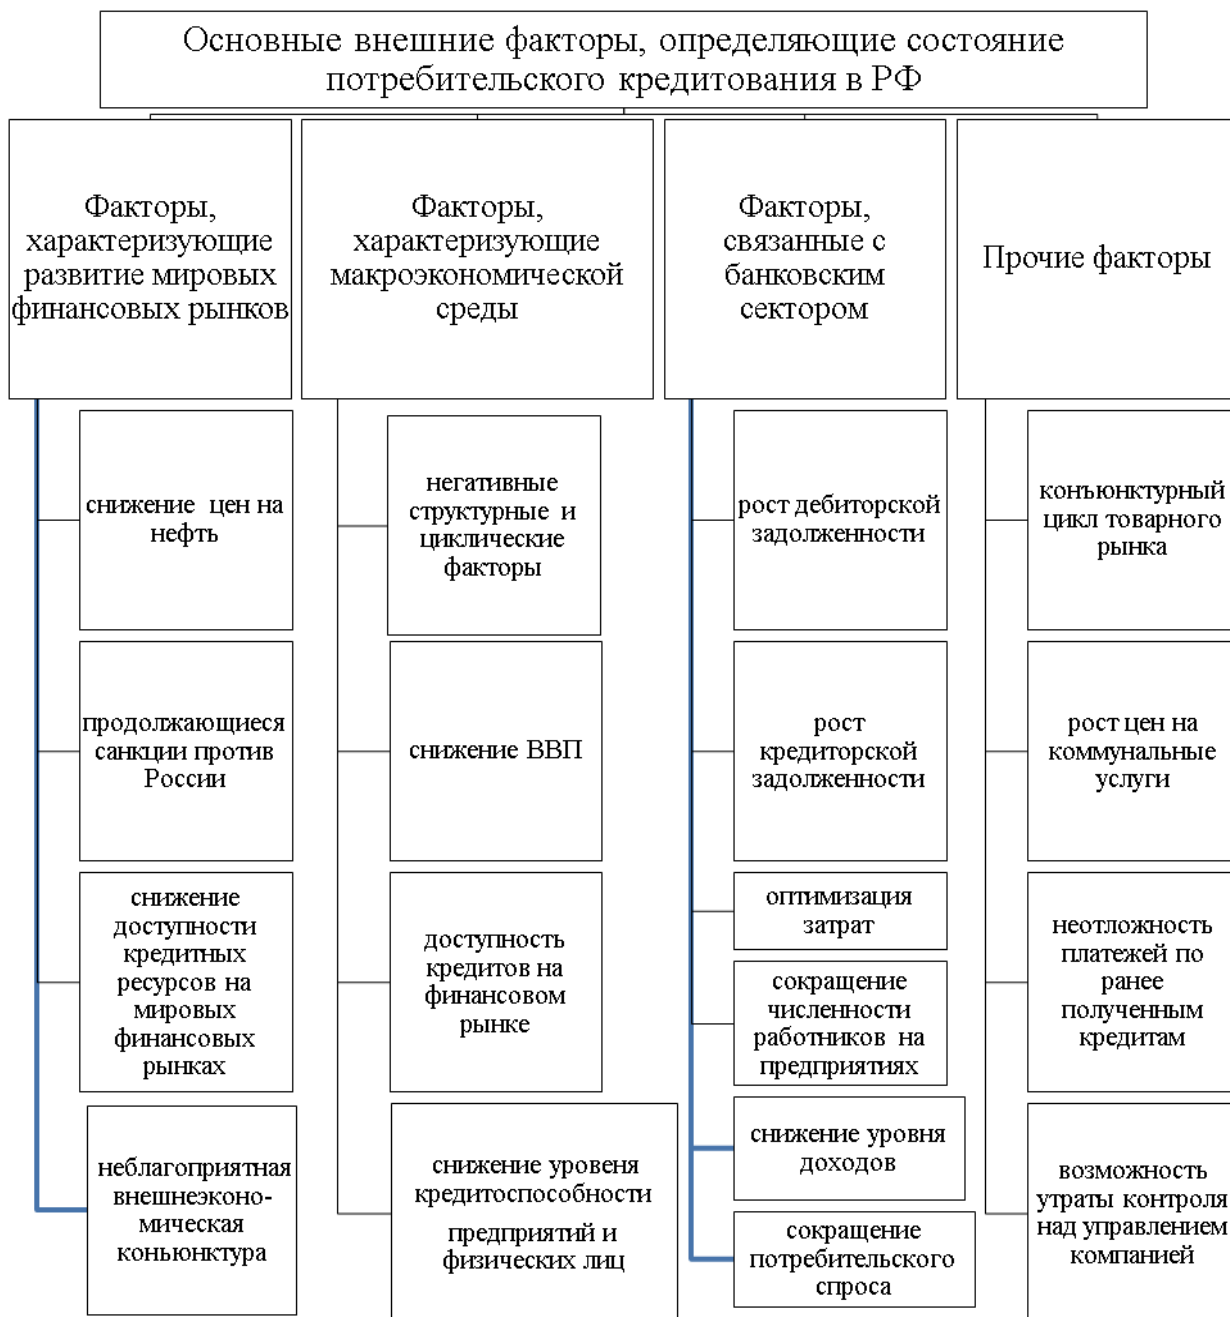 Основные внешние факторы, определяющие состояние
потребительского кредитования в РФ
Факторы,
характеризующие
развитие мировых
финансовых рынков
снижение цен на
нефть
продолжающиеся
санкции против
России
снижение
доступности
кредитных
ресурсов на
мировых
финансовых
рынках
неблагоприятная
внешнеэконо-
мическая
коньюнктура
Факторы,
характеризующие
макроэкономической
среды
негативные
структурные и
циклические
факторы
снижение ВВП
доступность
кредитов на
финансовом
рынке
снижение уровеня
кредитоспособности
предприятий и
физических лиц
Факторы,
связанные с
банковским
сектором
рост дебиторской
задолженности
рост
кредиторской
задолженности
оптимизация
затрат
сокращение
численности
работников на
предприятиях
снижение уровня
доходов
сокращение
потребительского
спроса
Прочие факторы
конъюнктурный
цикл товарного
рынка
рост цен на
коммунальные
услуги
неотложность
платежей по
ранее
полученным
кредитам
возможность
утраты контроля
над управлением
компанией